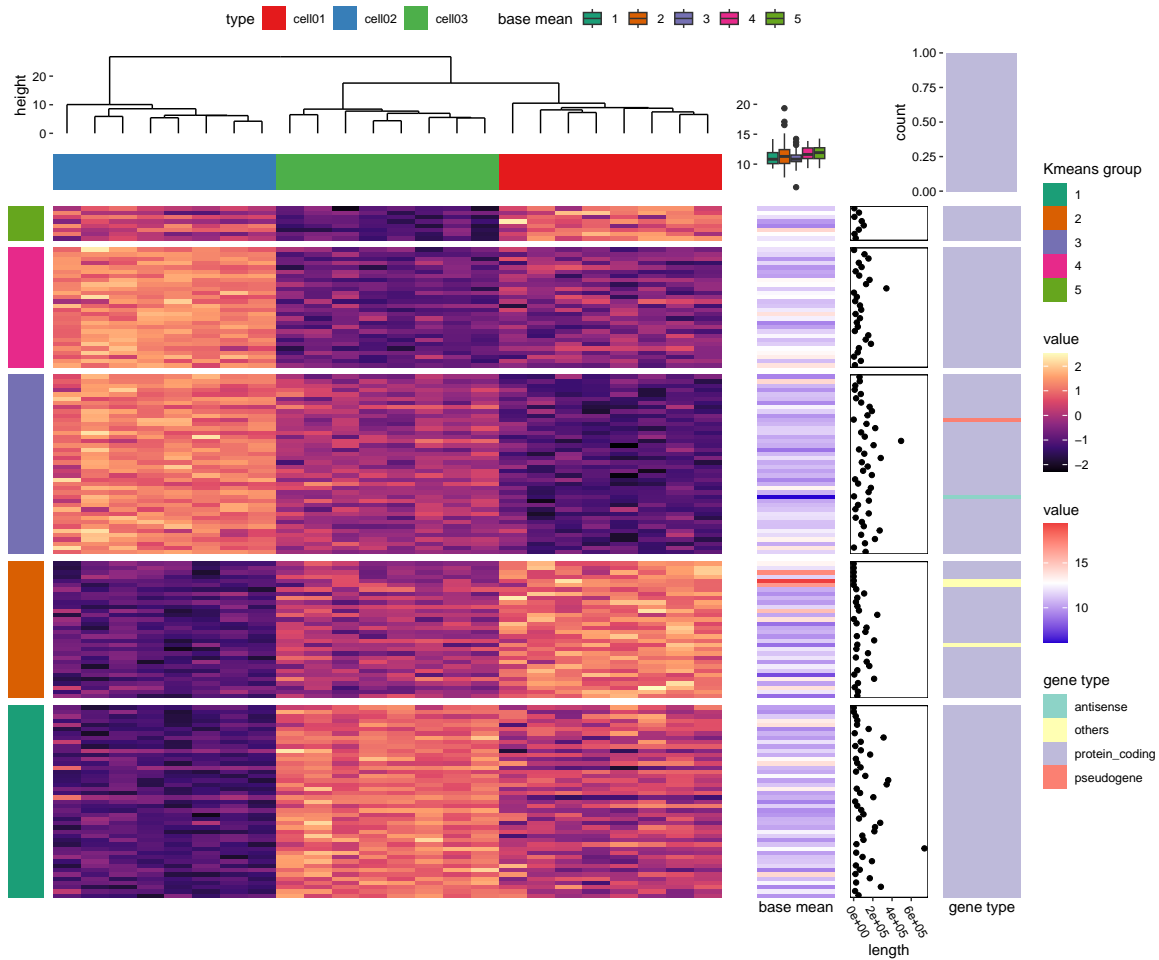 type cell01 cell02 cell03 base mean 1 2 3 4 5
height
20
10
0
20
15
10
count
1.00
0.75
0.50
0.25
0.00
base mean
0e+00 2e+05 4e+05 6e+05
length
gene type
Kmeans group
1
2
3
4
5
value
2
1
0
−1
−2
value
15
10
gene type
antisense
others
protein_coding
pseudogene